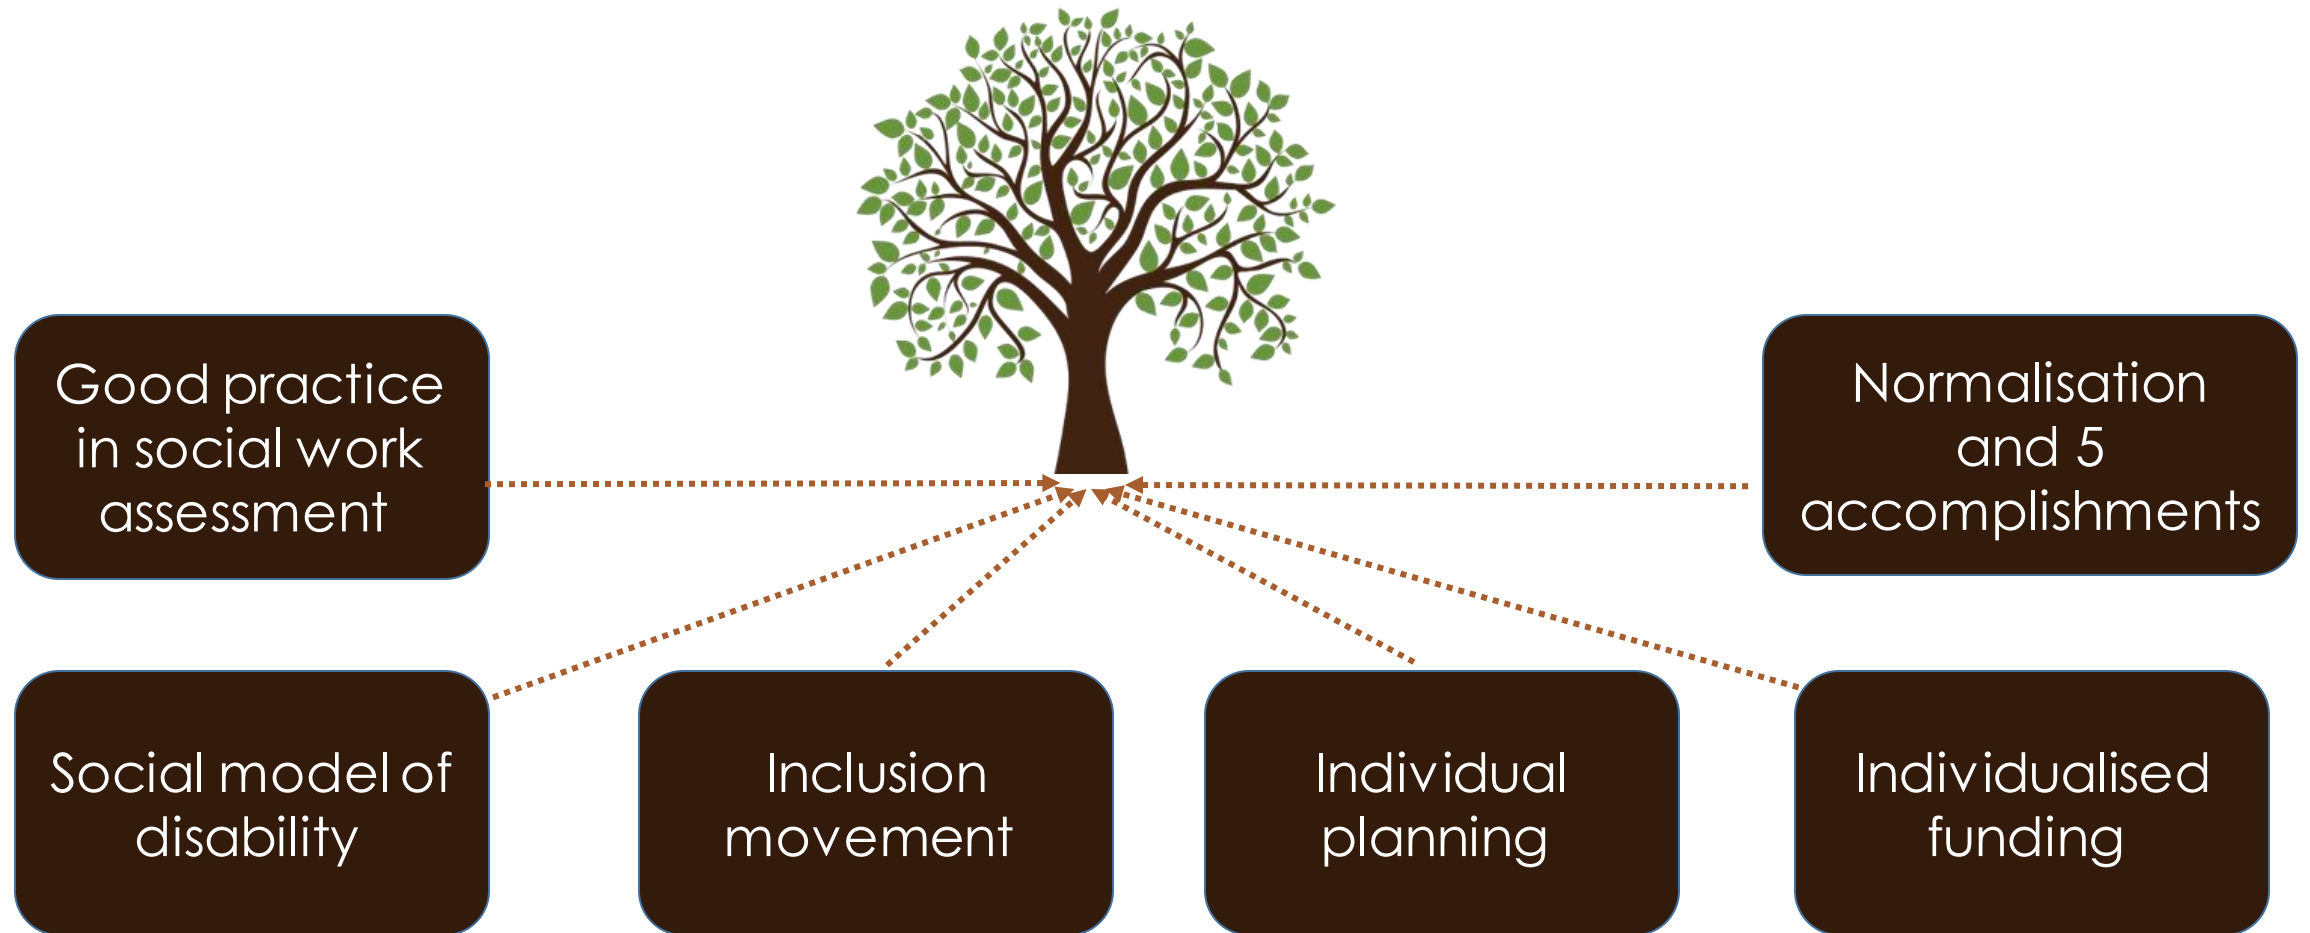 Good practice
in social work
assessment
Normalisation
and 5
accomplishments
Social model of
disability
Inclusion
movement
Individual
planning
Individualised
funding